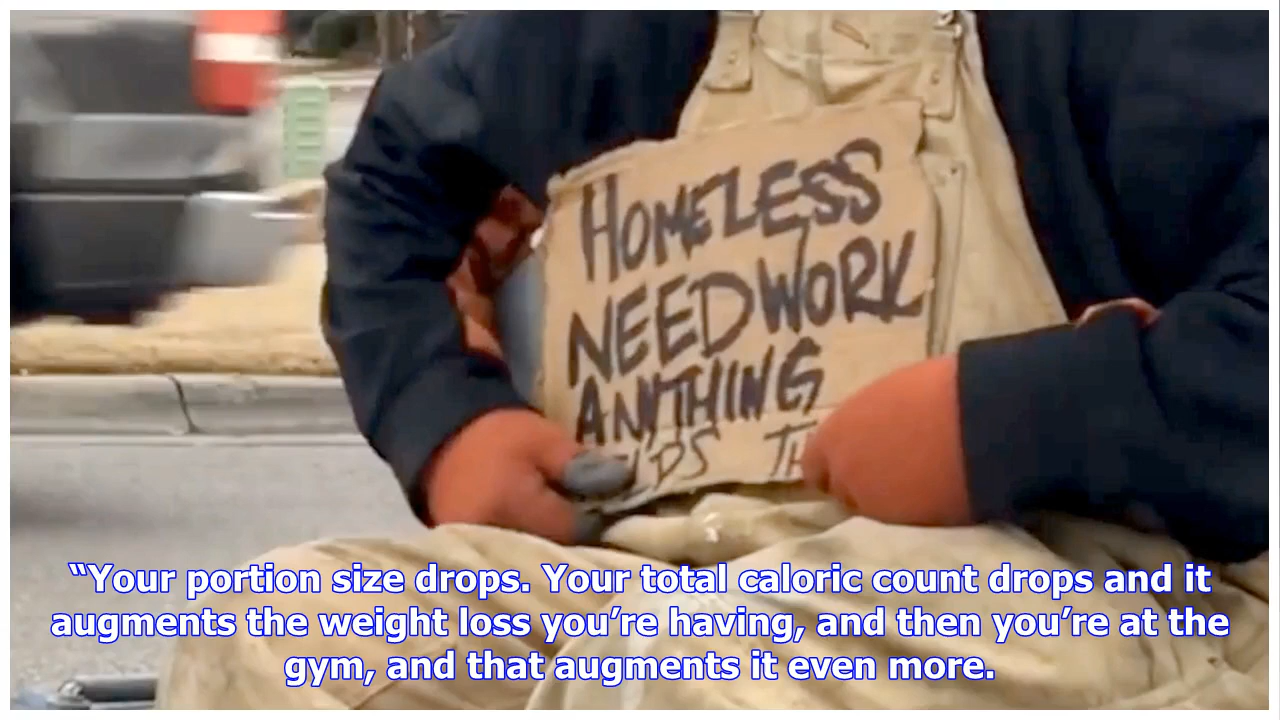 HOMELESS
NEED WORK
ANYTHING
“Your portion size drops. Your total caloric count drops and it
augments the weight loss you’re having, and then you’re at the
gym, and that augments it even more.